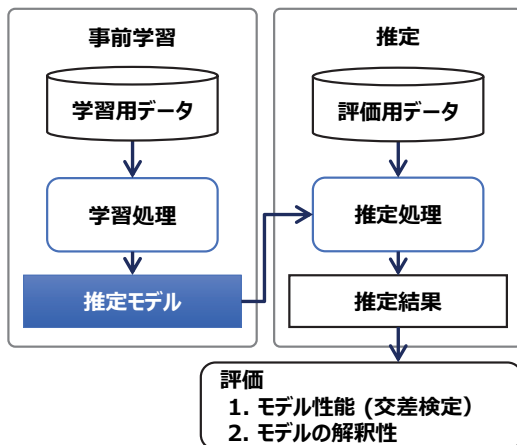 事前学習
学習用データ
学習処理
推定モデル
推定
評価用データ
推定処理
推定結果
評価
1. モデル性能 (交差検定）
2. モデルの解釈性